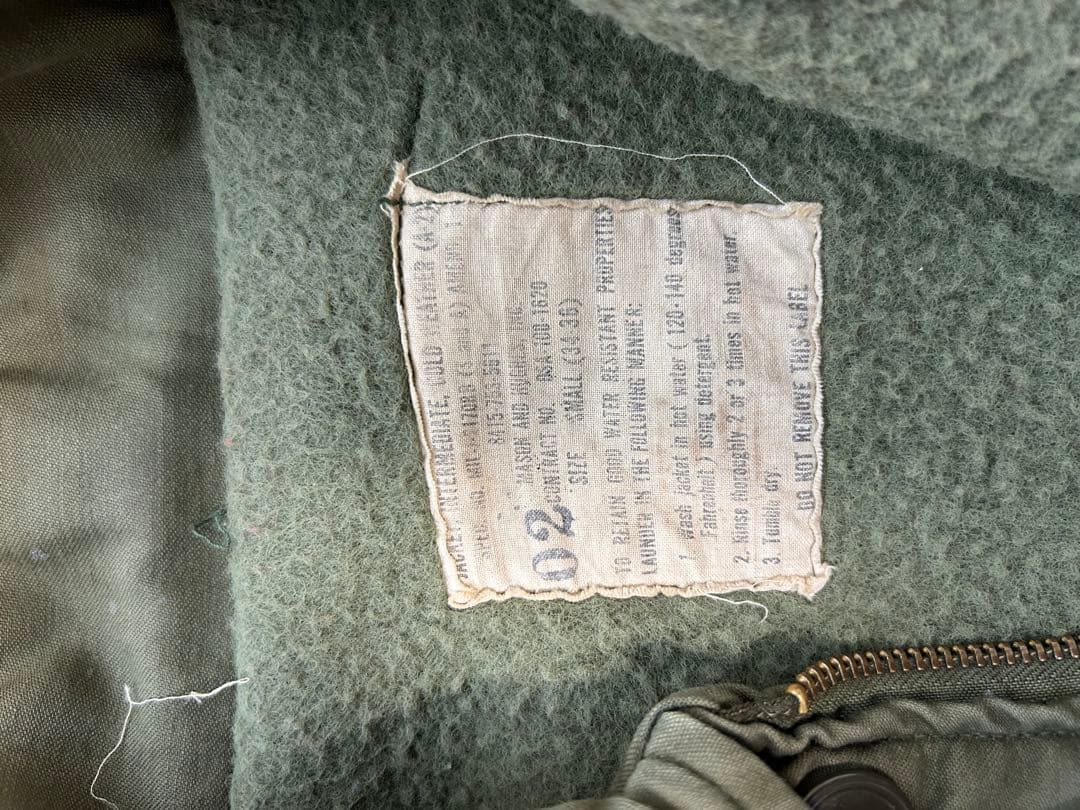 JACKET, INTERMEDIATE, COLD WEATHER (A-2)
SPEC. NO. MIL-
8415-753-5611
MASON AND HUGHES, INC.
CONTRACT NO. DSA 100 1670
SIZE SMALL (34 36)
02
TO RETAIN GOOD WATER RESISTANT PROPERTIES
LAUNDER IN THE FOLLOWING MANNER:
1. Wash jacket in hot water ( 120-140 degrees
Fahrenheit ) using detergent.
2. Rinse thoroughly 2 or 3 times in hot water.
3. Tumble dry.
DO NOT REMOVE THIS LABEL